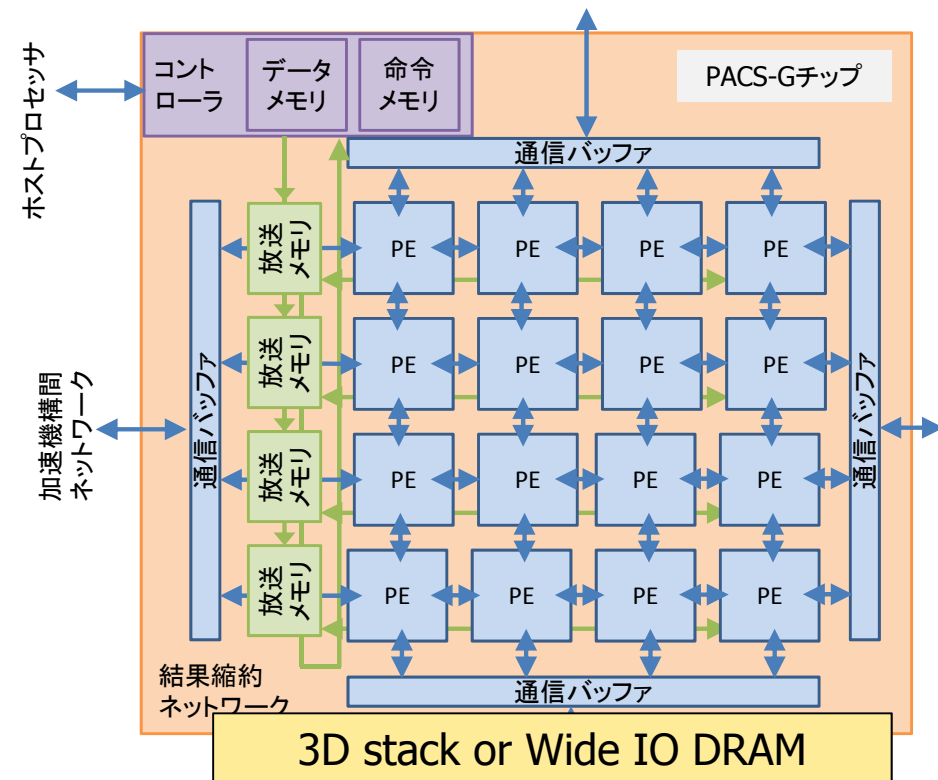 コント
ローラ
データ
メモリ
命令
メモリ
PACS-Gチップ
ホストプロセッサ
通信バッファ
放送
メモリ
PE
PE
PE
PE
放送
メモリ
PE
PE
PE
PE
通信バッファ
通信バッファ
加速機構間
ネットワーク
放送
メモリ
PE
PE
PE
PE
放送
メモリ
PE
PE
PE
PE
結果縮約
ネットワーク
通信バッファ
3D stack or Wide IO DRAM